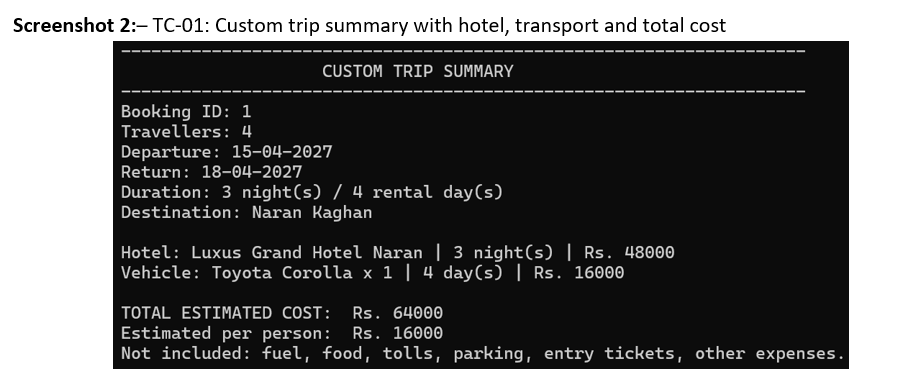 Screenshot 2:– TC-01: Custom trip summary with hotel, transport and total cost
CUSTOM TRIP SUMMARY
Booking ID: 1
Travellers: 4
Departure: 15-04-2027
Return: 18-04-2027
Duration: 3 night(s) / 4 rental day(s)
Destination: Naran Kaghan
Hotel: Luxus Grand Hotel Naran | 3 night(s) | Rs. 48000
Vehicle: Toyota Corolla x 1 | 4 day(s) | Rs. 16000
TOTAL ESTIMATED COST:  Rs. 64000
Estimated per person:  Rs. 16000
Not included: fuel, food, tolls, parking, entry tickets, other expenses.